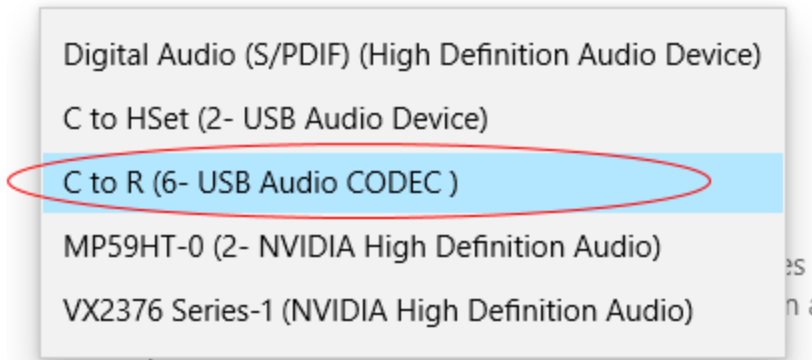 Digital Audio (S/PDIF) (High Definition Audio Device)
C to HSet (2- USB Audio Device)
C to R (6- USB Audio CODEC )
MP59HT-0 (2- NVIDIA High Definition Audio)
VX2376 Series-1 (NVIDIA High Definition Audio)